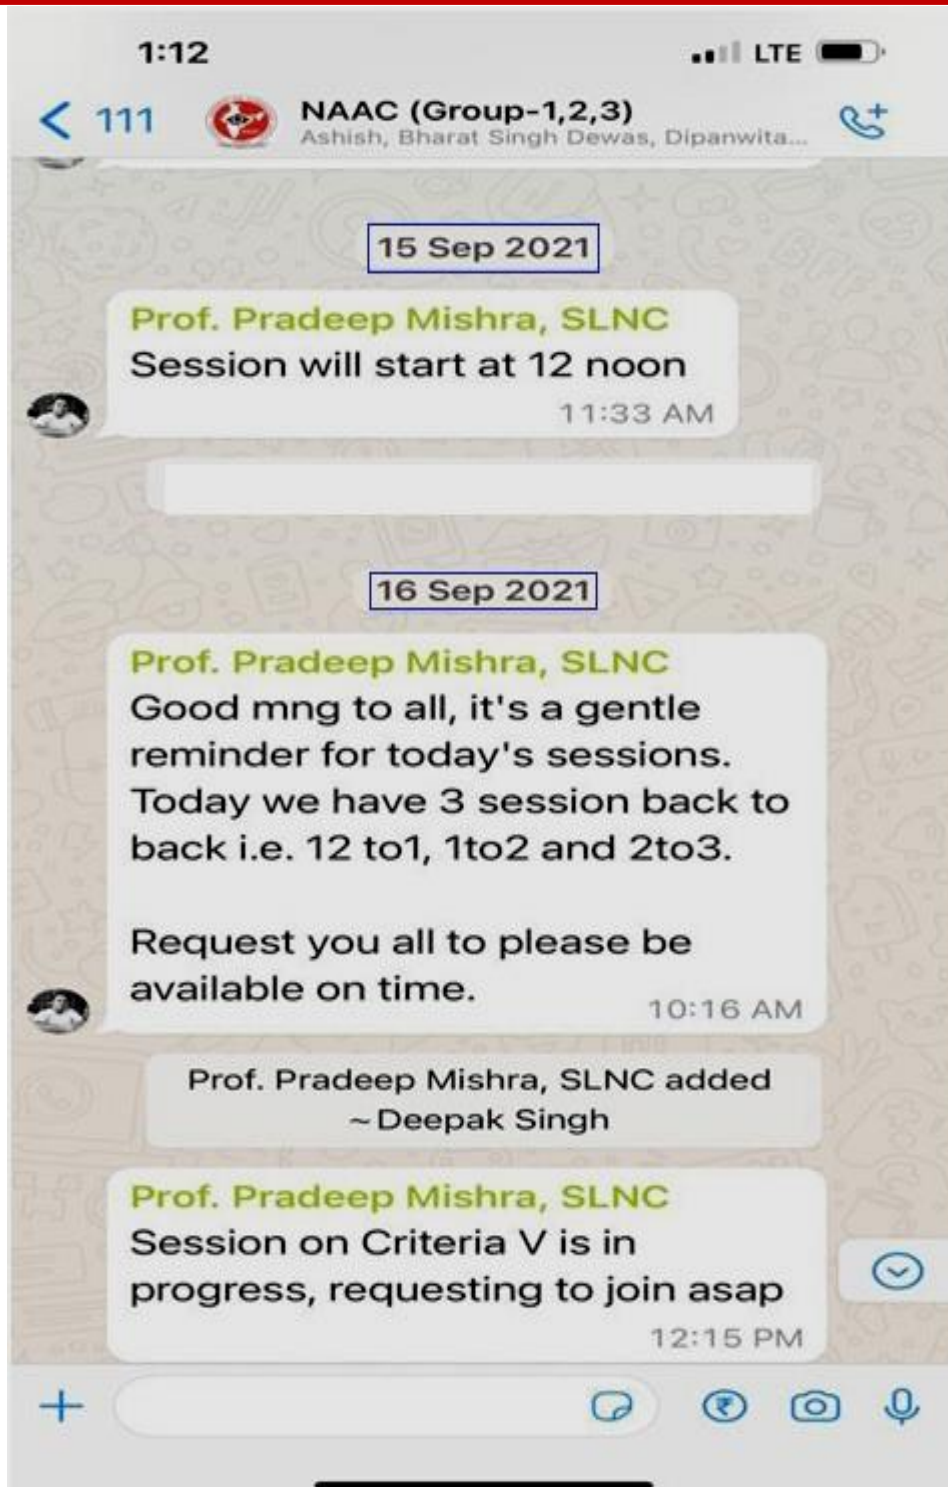 1:12 LTE
111 NAAC (Group-1,2,3)
Ashish, Bharat Singh Dewas, Dipanwita...
15 Sep 2021
Prof. Pradeep Mishra, SLNC
Session will start at 12 noon
11:33 AM
16 Sep 2021
Prof. Pradeep Mishra, SLNC
Good mng to all, it's a gentle
reminder for today's sessions.
Today we have 3 session back to
back i.e. 12 to1, 1to2 and 2to3.
Request you all to please be
available on time.
10:16 AM
Prof. Pradeep Mishra, SLNC added
~Deepak Singh
Prof. Pradeep Mishra, SLNC
Session on Criteria V is in
progress, requesting to join asap
12:15 PM